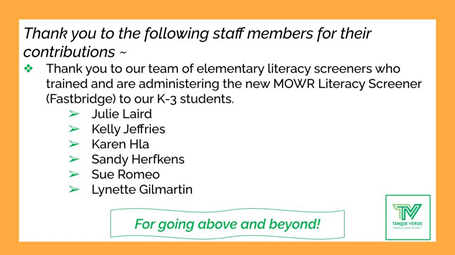 Thank you to the following staff members for their
contributions ~
❖ Thank you to our team of elementary literacy screeners who
trained and are administering the new MOWR Literacy Screener
(Fastbridge) to our K-3 students.
➢ Julie Laird
➢ Kelly Jeffries
➢ Karen Hla
➢ Sandy Herfkens
➢ Sue Romeo
➢ Lynette Gilmartin
For going above and beyond!
TV
TANQUE VERDE